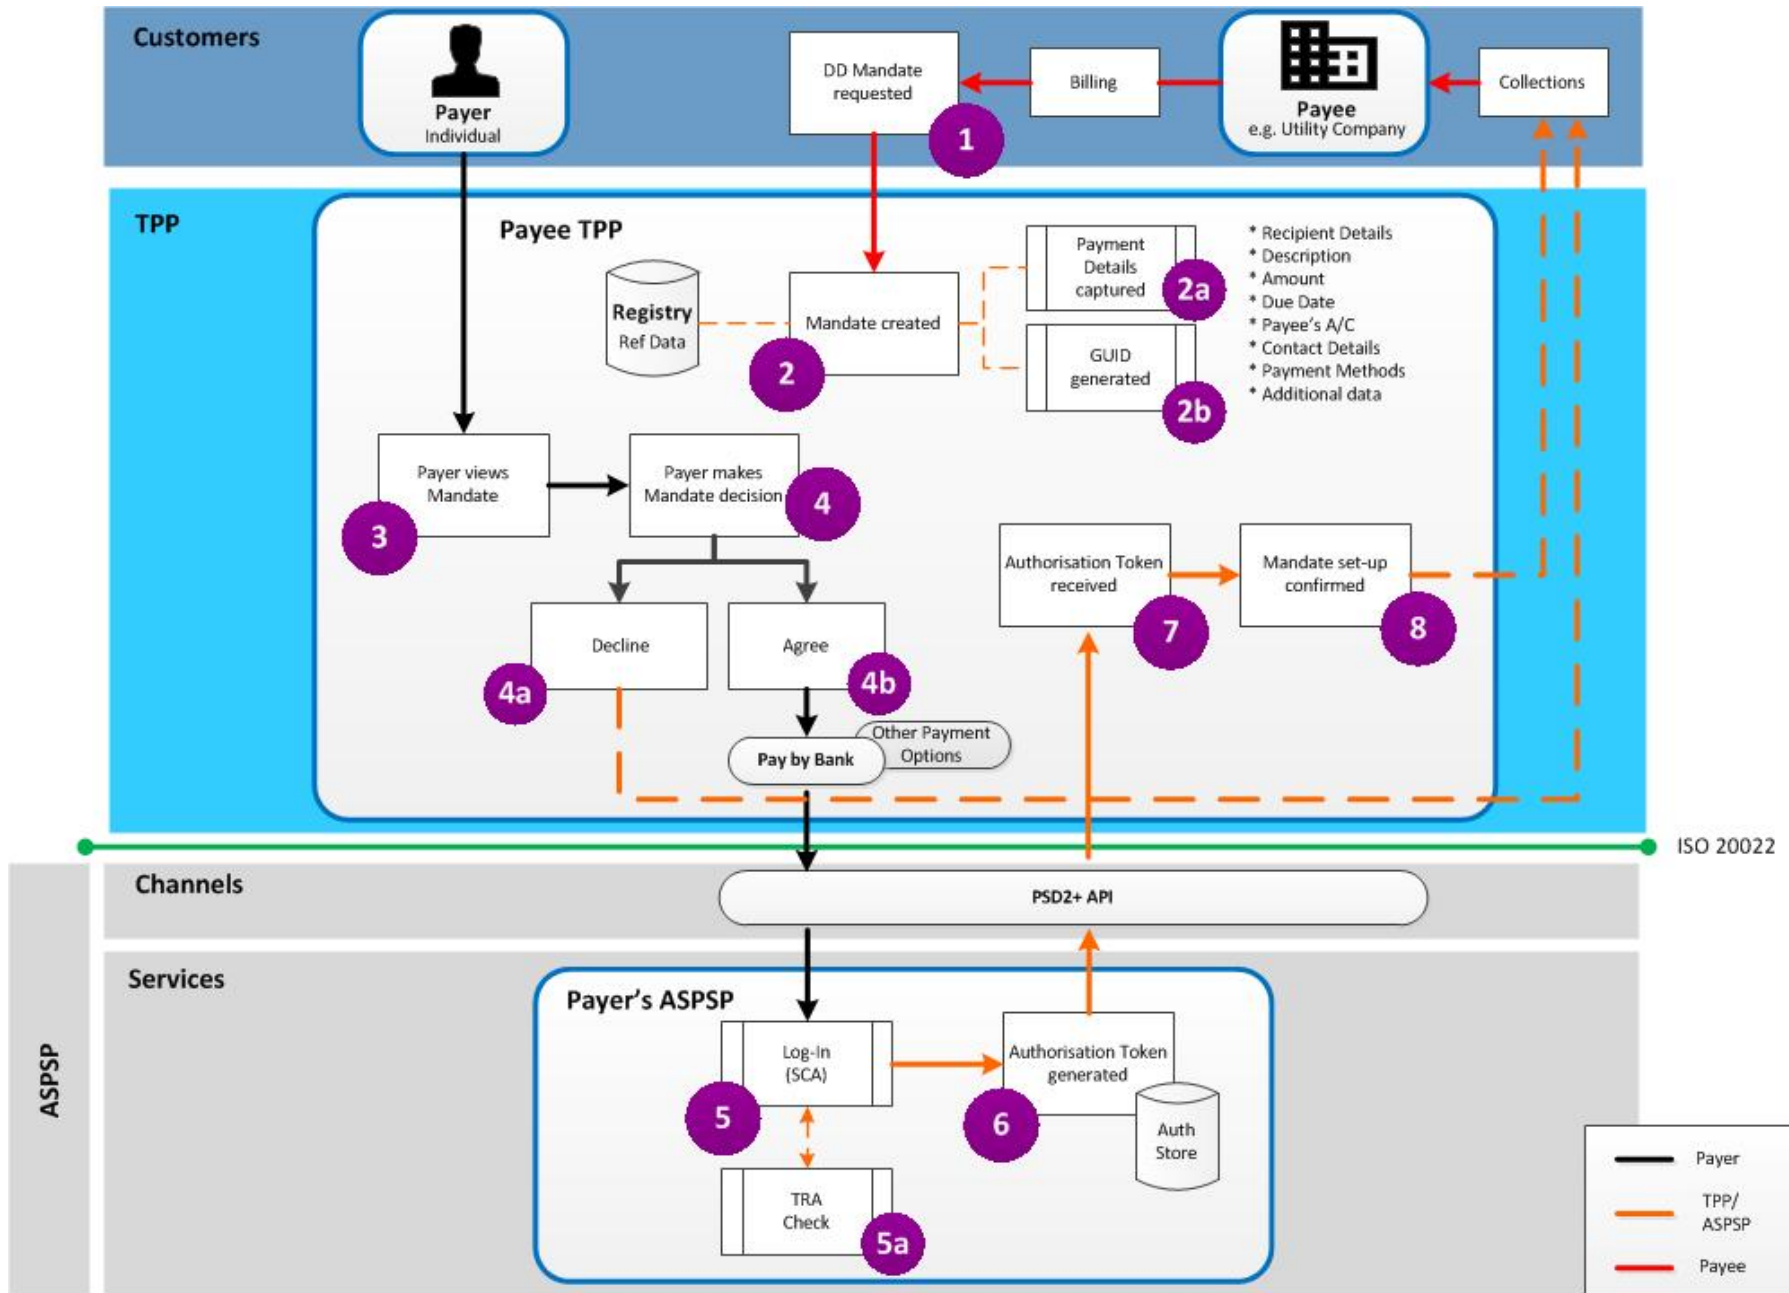 Customers
Payer
Individual
DD Mandate
requested
1
Billing
Payee
e.g. Utility Company
Collections
TPP
Payee TPP
Registry
Ref Data
Mandate created
2
Payment
Details
captured
2a
GUID
generated
2b
* Recipient Details
* Description
* Amount
* Due Date
* Payee's A/C
* Contact Details
* Payment Methods
* Additional data
Payer views
Mandate
3
Payer makes
Mandate decision
4
Decline
4a
Agree
4b
Pay by Bank
Other Payment
Options
Authorisation Token
received
7
Mandate set-up
confirmed
8
ISO 20022
Channels
PSD2+ API
ASPSP
Services
Payer's ASPSP
Log-In
(SCA)
5
TRA
Check
5a
Authorisation Token
generated
6
Auth
Store
Payer
TPP/
ASPSP
Payee